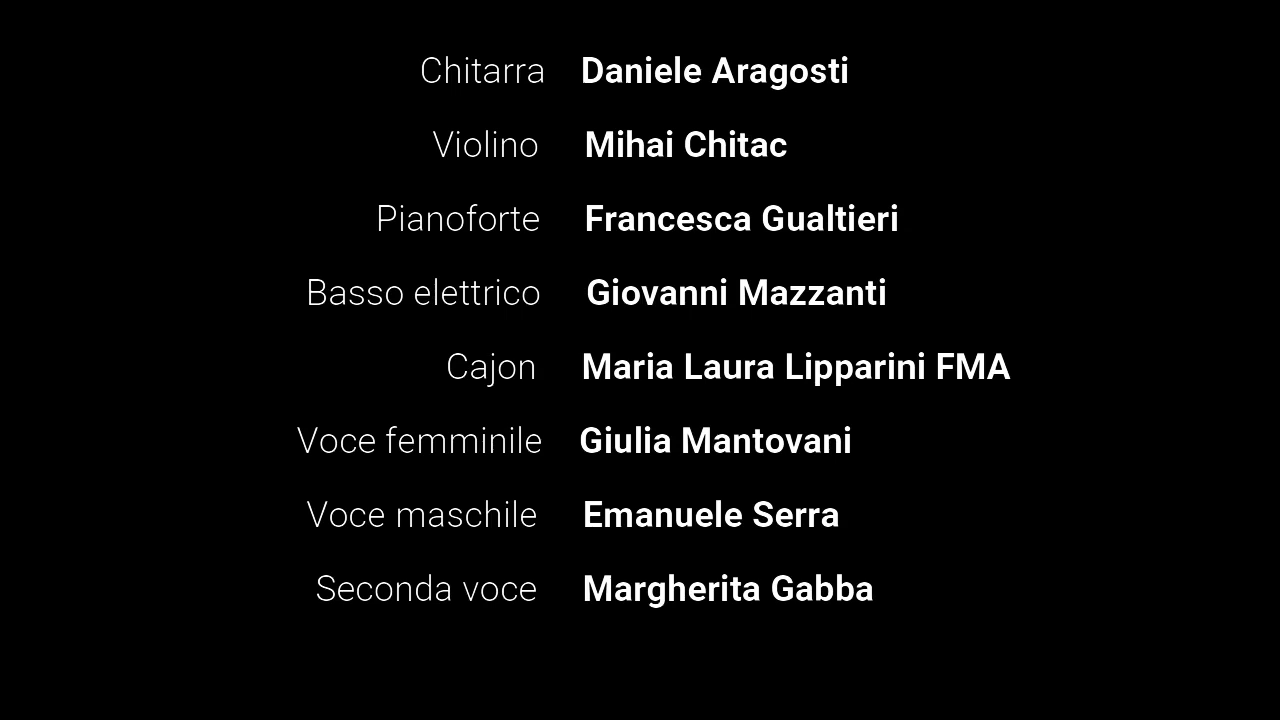 Chitarra Daniele Aragosti
Violino Mihai Chitac
Pianoforte Francesca Gualtieri
Basso elettrico Giovanni Mazzanti
Cajon Maria Laura Lipparini FMA
Voce femminile Giulia Mantovani
Voce maschile Emanuele Serra
Seconda voce Margherita Gabba